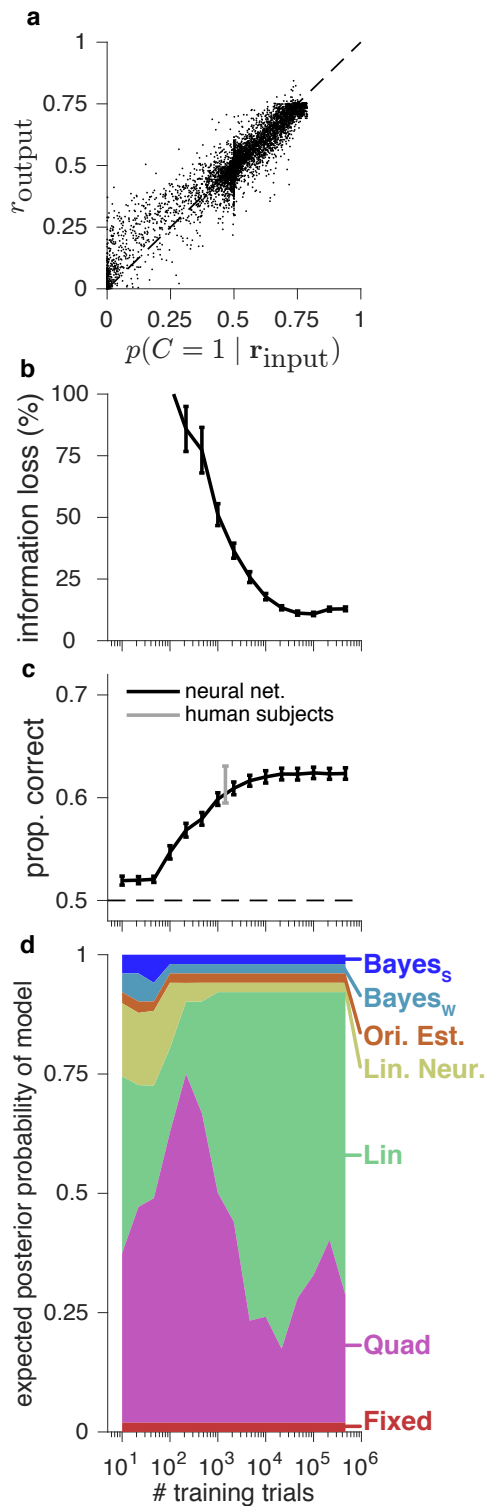 a
1
0.75
0.5
0.25
0
r_output
0 0.25 0.5 0.75 1
p(C = 1 | r_input)
b
100
75
50
25
0
information loss (%)
c
0.7
0.6
0.5
prop. correct
neural net.
human subjects
d
1
0.75
0.5
0.25
0
expected posterior probability of model
Bayes_S
Bayes_W
Ori. Est.
Lin. Neur.
Lin
Quad
Fixed
10^1 10^2 10^3 10^4 10^5 10^6
# training trials